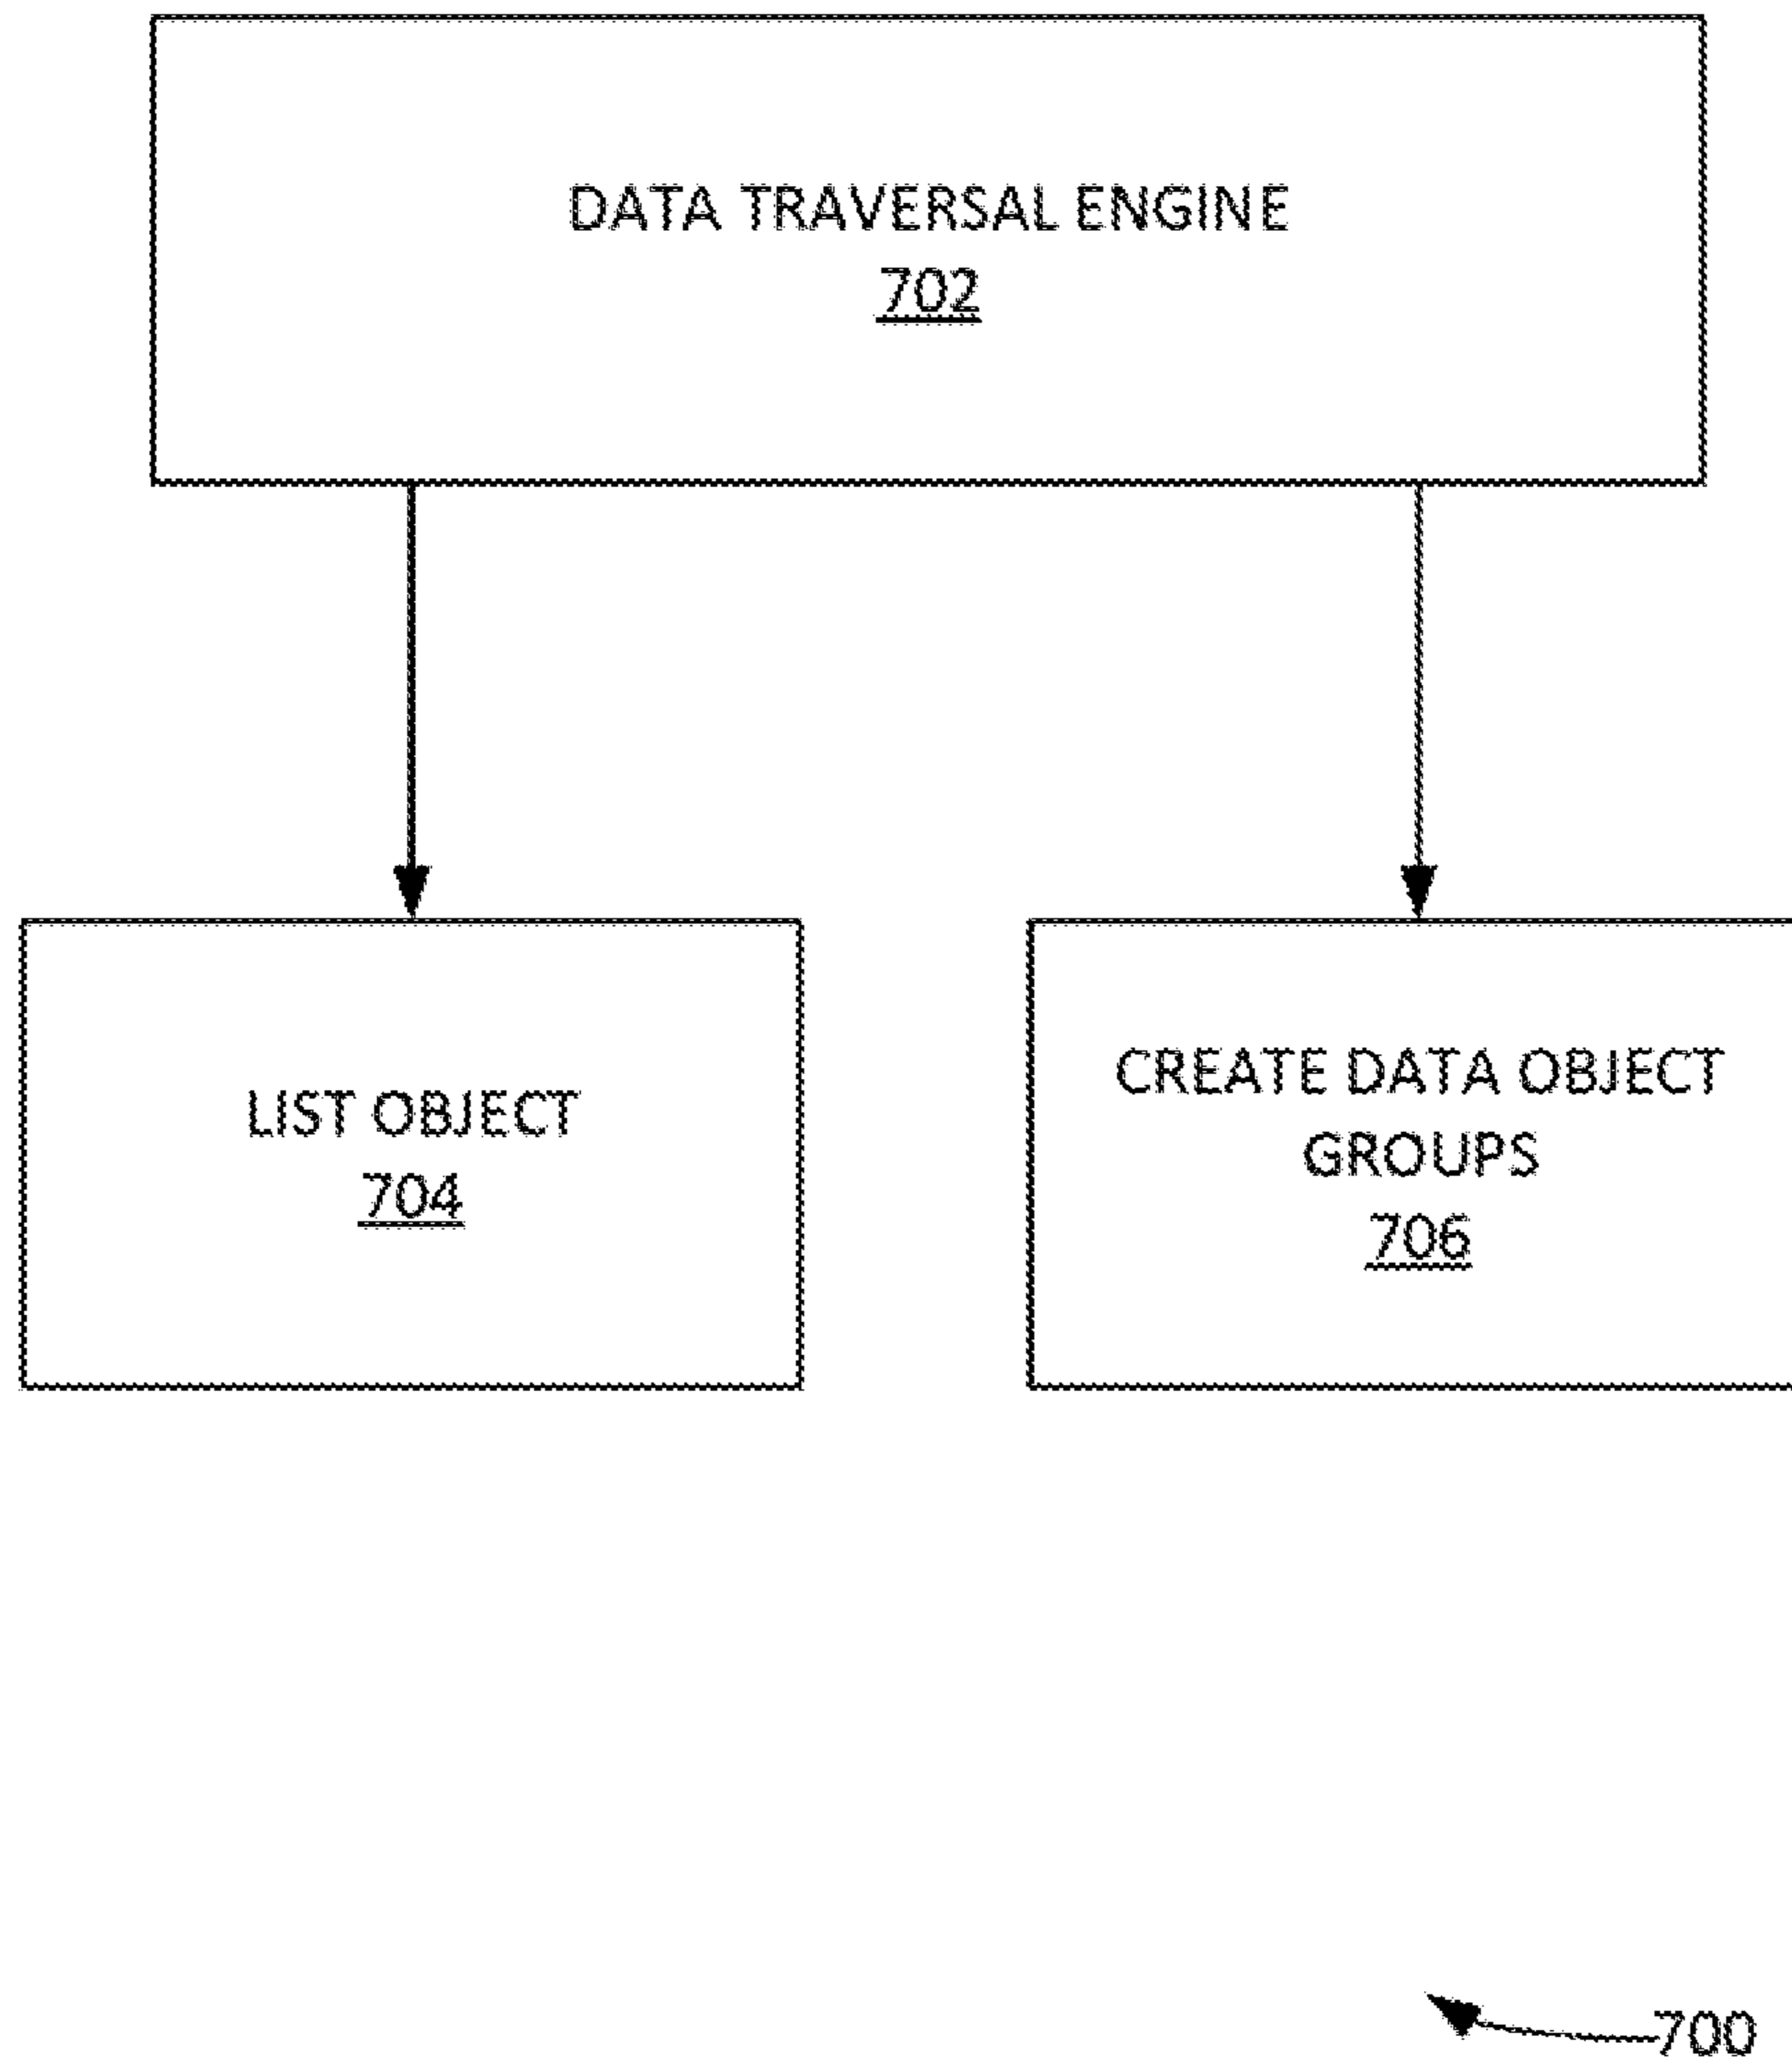 DATA TRAVERSAL ENGINE
702
LIST OBJECT
704
CREATE DATA OBJECT
GROUPS
706
700